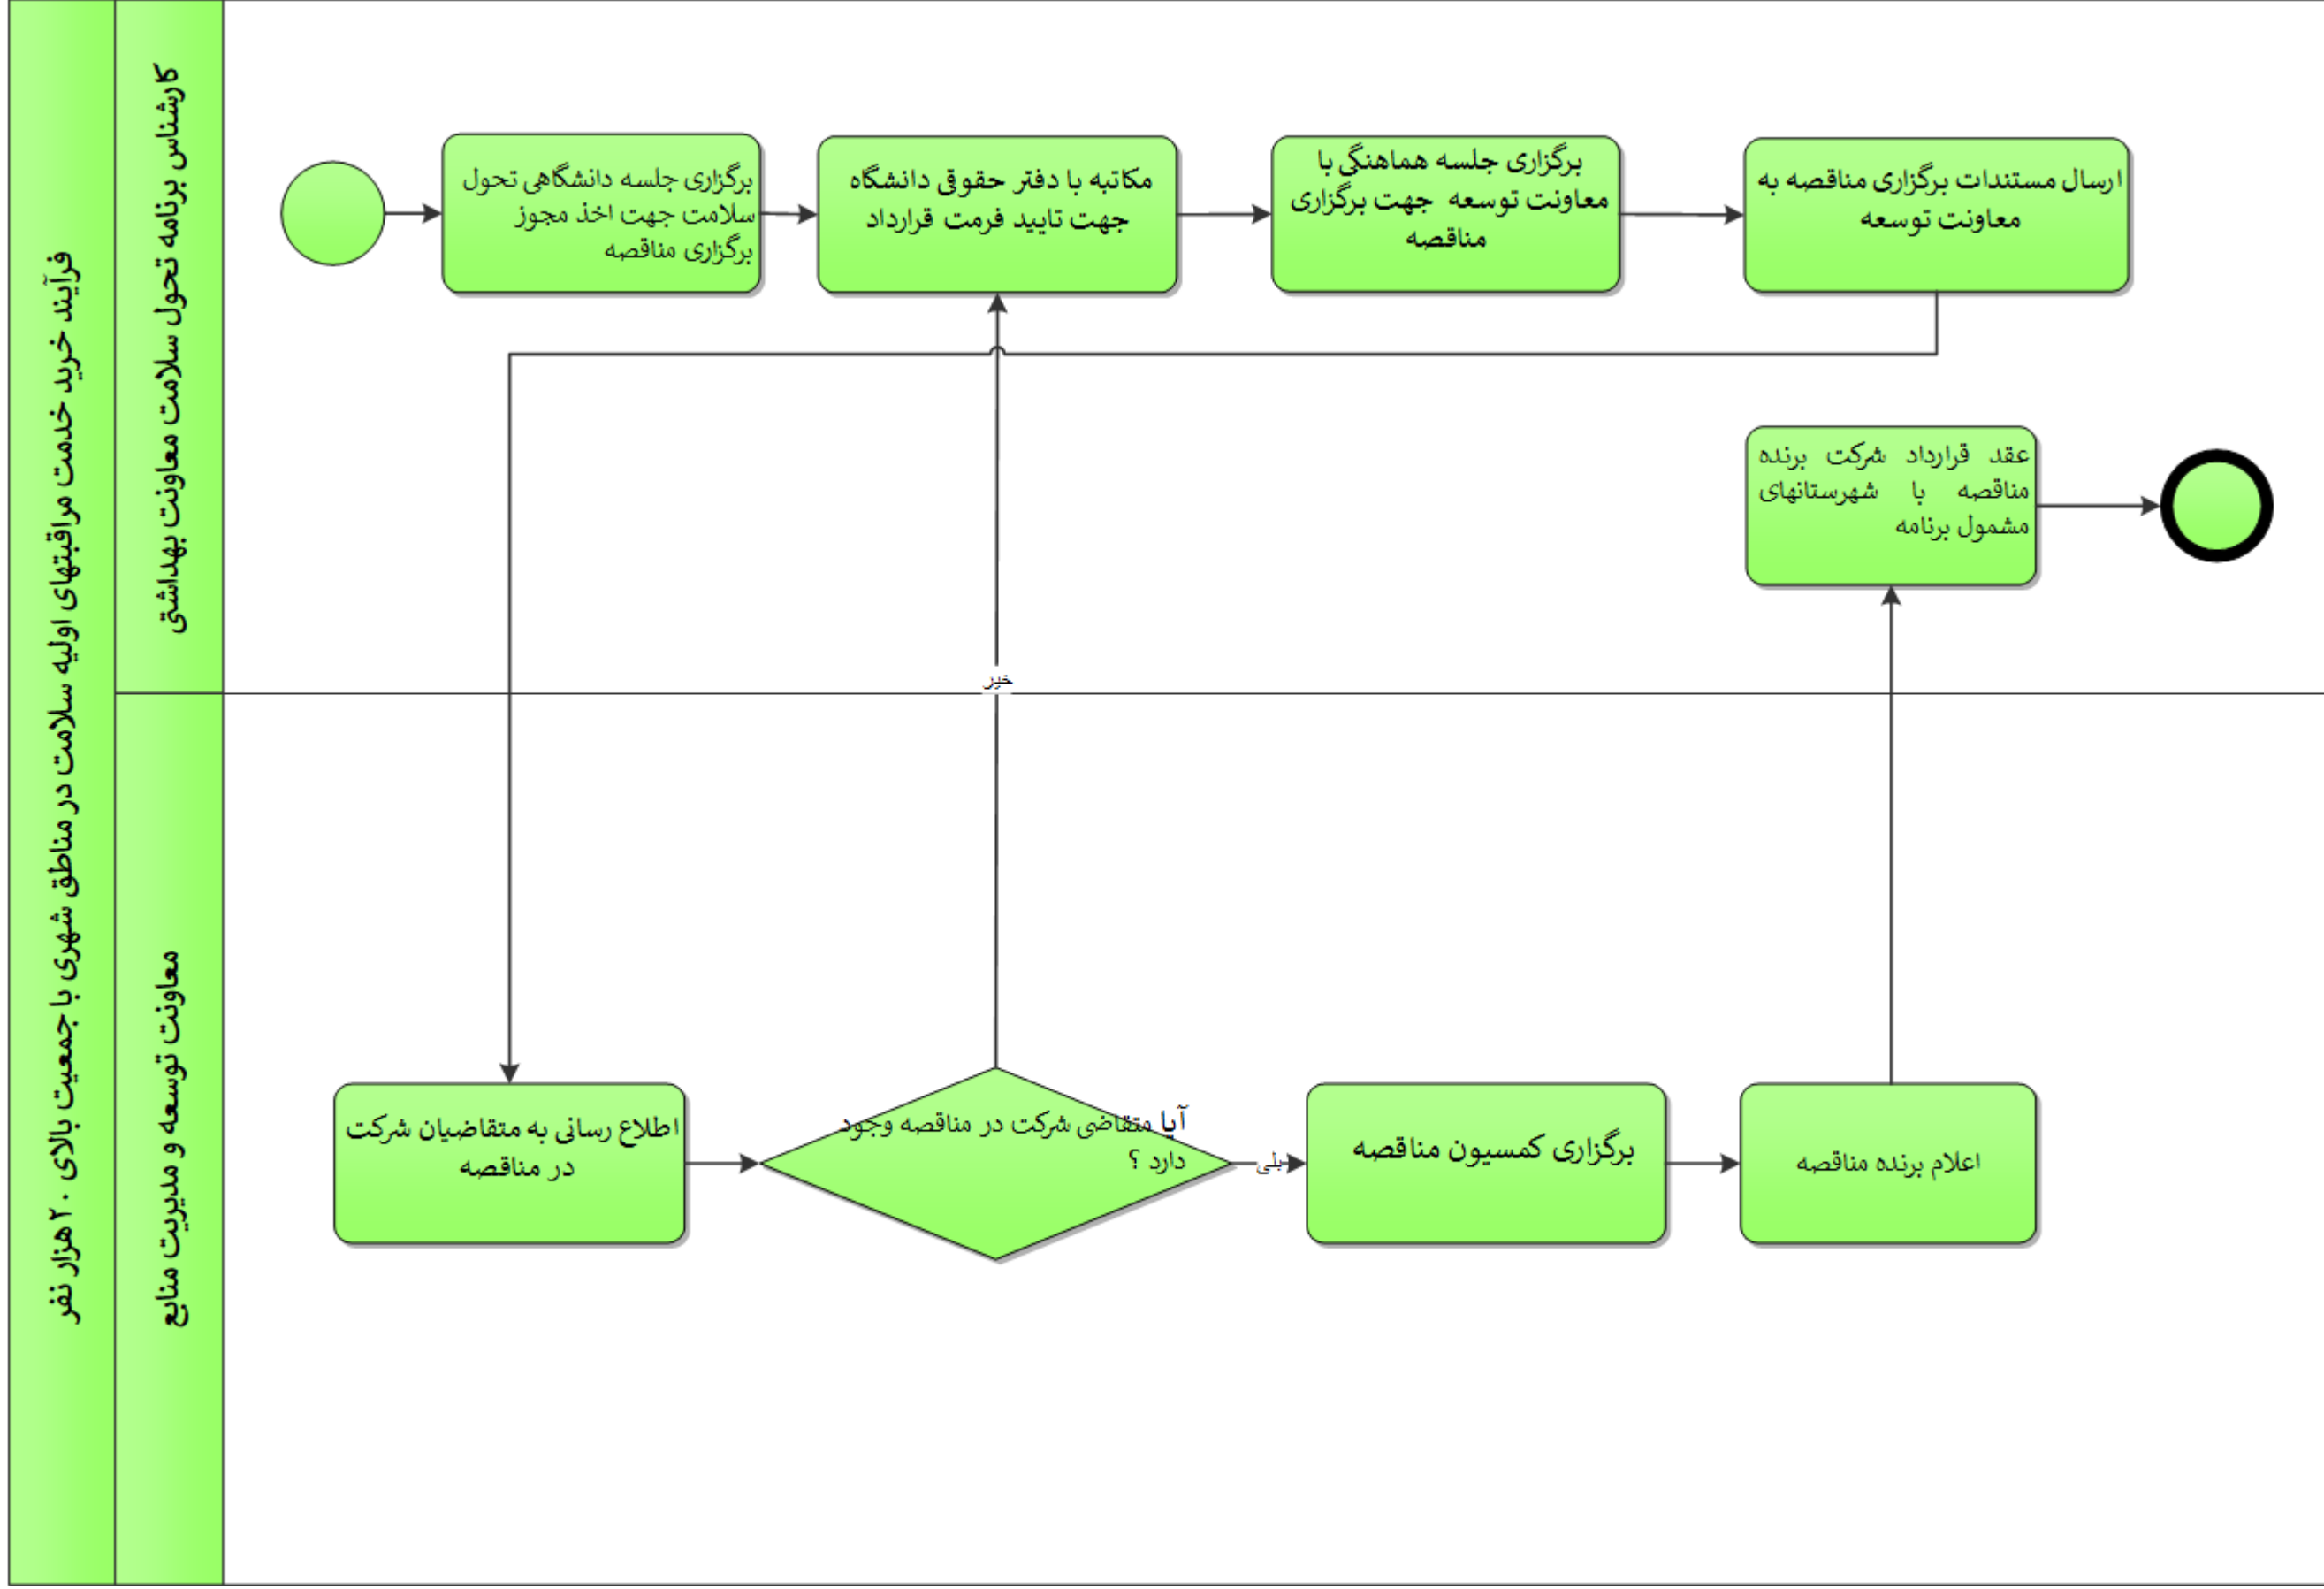 فرآیند خرید خدمت مراقبتهای اولیه سلامت در مناطق شهری با جمعیت بالای ۲۰ هزار نفر
کارشناس برنامه تحول سلامت معاونت بهداشتی
برگزاری جلسه دانشگاهی تحول
سلامت جهت اخذ مجوز
برگزاری مناقصه
مکاتبه با دفتر حقوقی دانشگاه
جهت تایید فرمت قرارداد
برگزاری جلسه هماهنگی با
معاونت توسعه جهت برگزاری
مناقصه
ارسال مستندات برگزاری مناقصه به
معاونت توسعه
عقد قرارداد شرکت برنده
مناقصه با شهرستانهای
مشمول برنامه
خیر
معاونت توسعه و مدیریت منابع
اطلاع رسانی به متقاضیان شرکت
در مناقصه
آیا متقاضی شرکت در مناقصه وجود
دارد ؟
بلی
برگزاری کمسیون مناقصه
اعلام برنده مناقصه